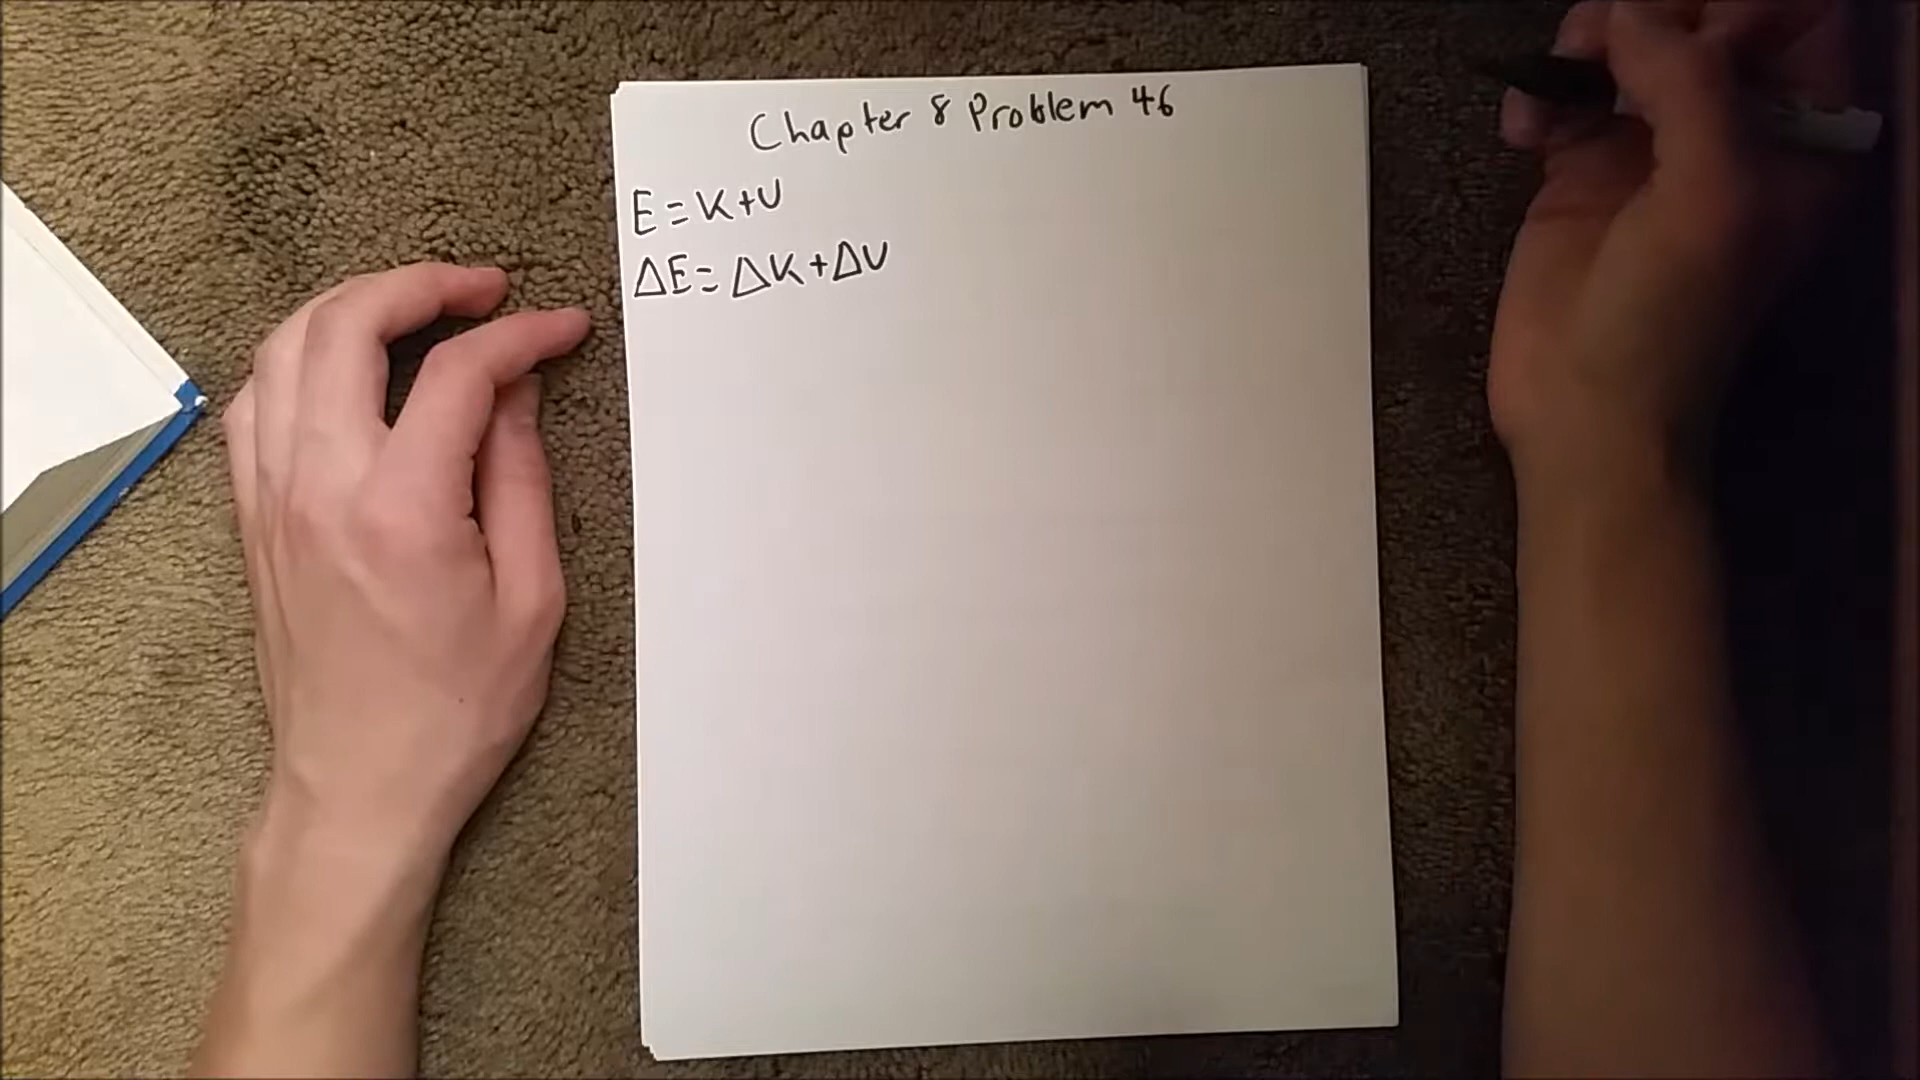 Chapter 8 Problem 46
E = K+U
ΔE = ΔK + ΔU